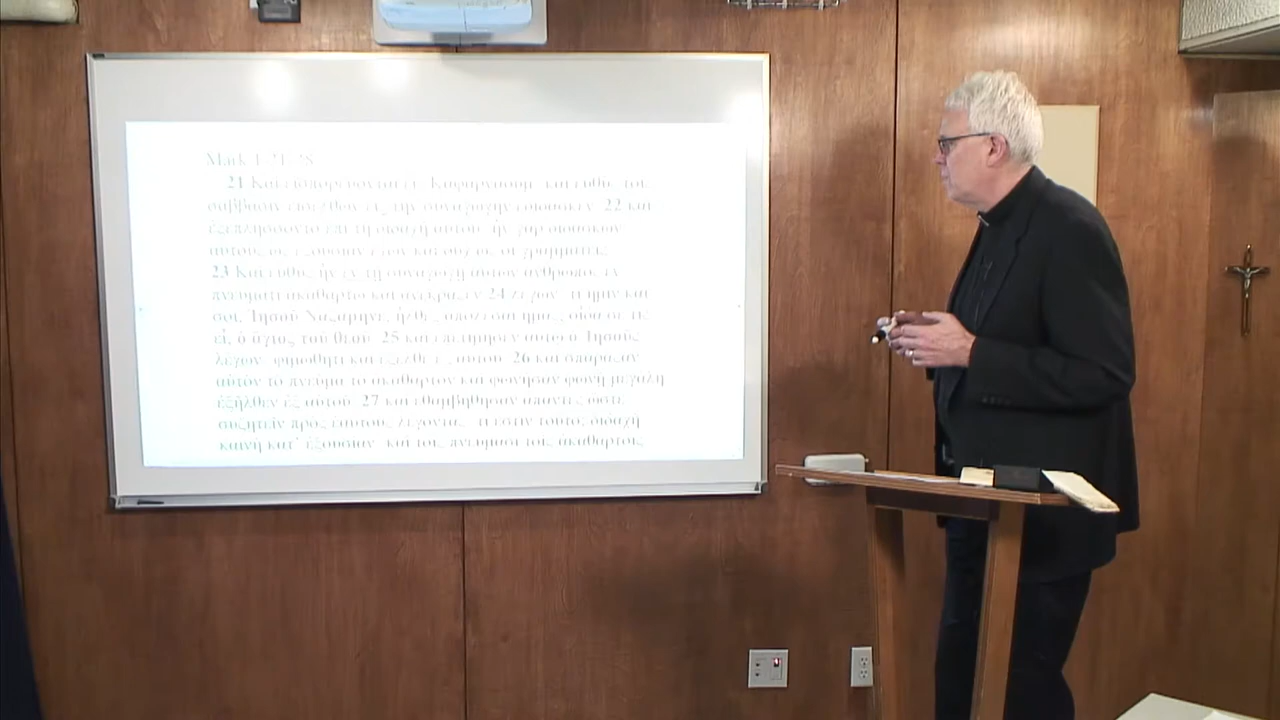 Mark 1:21-28
21 Καὶ εἰσπορεύονται εἰς Καφαρναούμ· καὶ εὐθὺς τοῖς
σάββασιν εἰσελθὼν εἰς τὴν συναγωγὴν ἐδίδασκεν. 22 καὶ
ἐξεπλήσσοντο ἐπὶ τῇ διδαχῇ αὐτοῦ· ἦν γὰρ διδάσκων
αὐτοὺς ὡς ἐξουσίαν ἔχων καὶ οὐχ ὡς οἱ γραμματεῖς.
23 Καὶ εὐθὺς ἦν ἐν τῇ συναγωγῇ αὐτῶν ἄνθρωπος ἐν
πνεύματι ἀκαθάρτῳ καὶ ἀνέκραξεν 24 λέγων· τί ἡμῖν καὶ
σοί, Ἰησοῦ Ναζαρηνέ; ἦλθες ἀπολέσαι ἡμᾶς; οἶδά σε τίς
εἶ, ὁ ἅγιος τοῦ θεοῦ. 25 καὶ ἐπετίμησεν αὐτῷ ὁ Ἰησοῦς
λέγων· φιμώθητι καὶ ἔξελθε ἐξ αὐτοῦ. 26 καὶ σπαράξαν
αὐτὸν τὸ πνεῦμα τὸ ἀκάθαρτον καὶ φωνῆσαν φωνῇ μεγάλῃ
ἐξῆλθεν ἐξ αὐτοῦ. 27 καὶ ἐθαμβήθησαν ἅπαντες ὥστε
συζητεῖν πρὸς ἑαυτοὺς λέγοντας· τί ἐστιν τοῦτο; διδαχὴ
καινὴ κατ᾽ ἐξουσίαν· καὶ τοῖς πνεύμασι τοῖς ἀκαθάρτοις